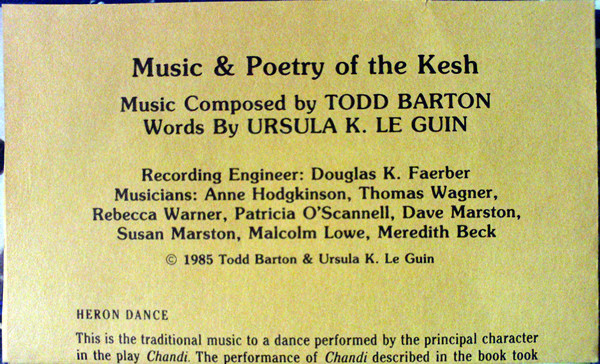 Music & Poetry of the Kesh
Music Composed by TODD BARTON
Words By URSULA K. LE GUIN
Recording Engineer: Douglas K. Faerber
Musicians: Anne Hodgkinson, Thomas Wagner,
Rebecca Warner, Patricia O'Scannell, Dave Marston,
Susan Marston, Malcolm Lowe, Meredith Beck
© 1985 Todd Barton & Ursula K. Le Guin
HERON DANCE
This is the traditional music to a dance performed by the principal character
in the play Chandi. The performance of Chandi described in the book took